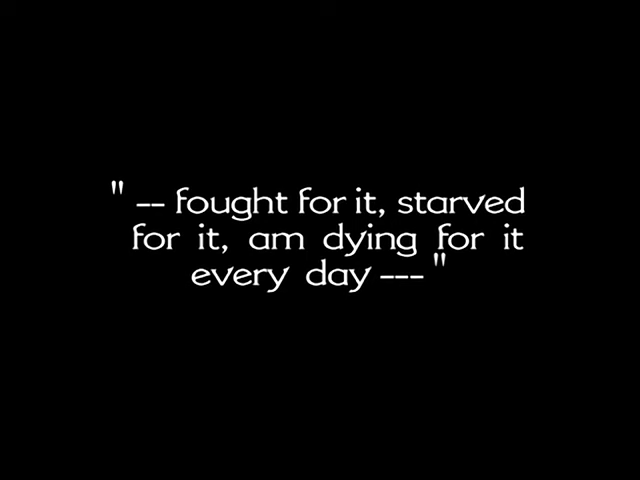 " -- fought for it, starved
for it, am dying for it
every day --- "